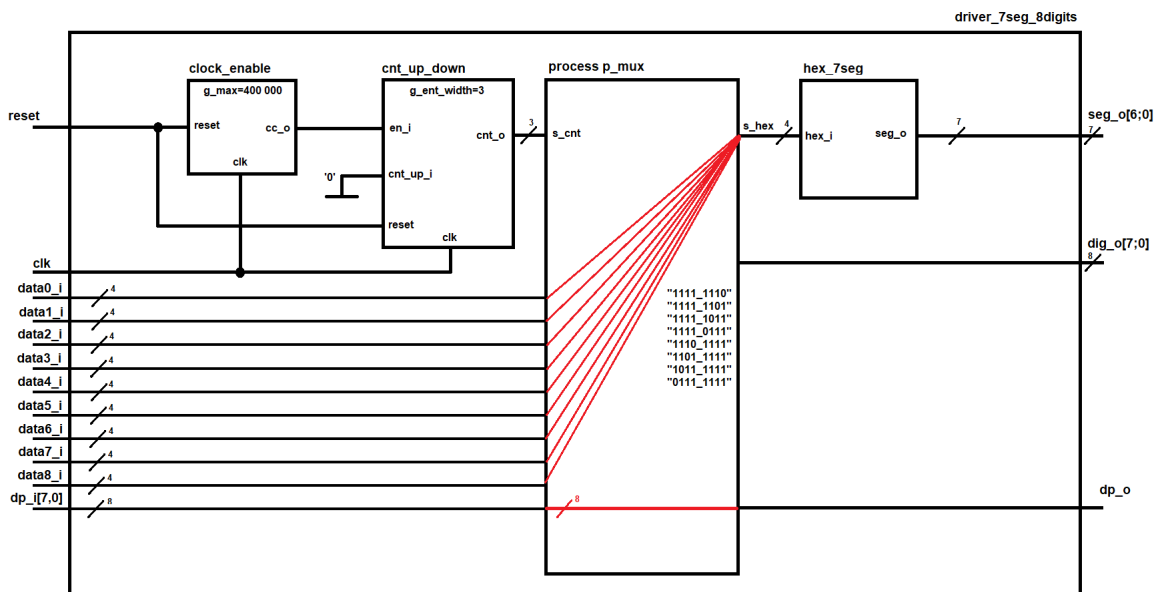 driver_7seg_8digits
clock_enable
cnt_up_down
process p_mux
hex_7seg
g_max=400 000
g_ent_width=3
reset
reset
cc_o
en_i
cnt_o
3
s_cnt
s_hex
4
hex_i
seg_o
7
seg_o[6;0]
7
clk
'0'
cnt_up_i
reset
clk
clk
dig_o[7;0]
8
data0_i
4
"1111_1110"
data1_i
4
"1111_1101"
data2_i
4
"1111_1011"
"1111_0111"
data3_i
4
"1110_1111"
"1101_1111"
data4_i
4
"1011_1111"
"0111_1111"
data5_i
4
data6_i
4
data7_i
4
data8_i
4
dp_i[7,0]
8
8
dp_o